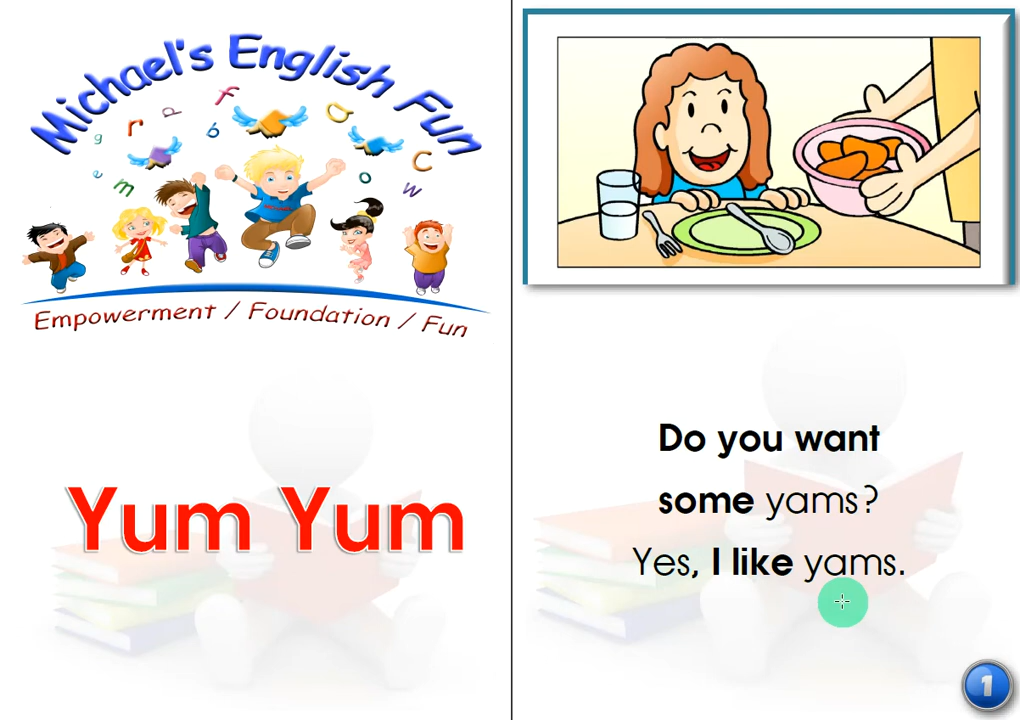 Michael's English Fun
g r p f b a e m o c w
Empowerment / Foundation / Fun
Yum Yum
Do you want
some yams?
Yes, I like yams.
1